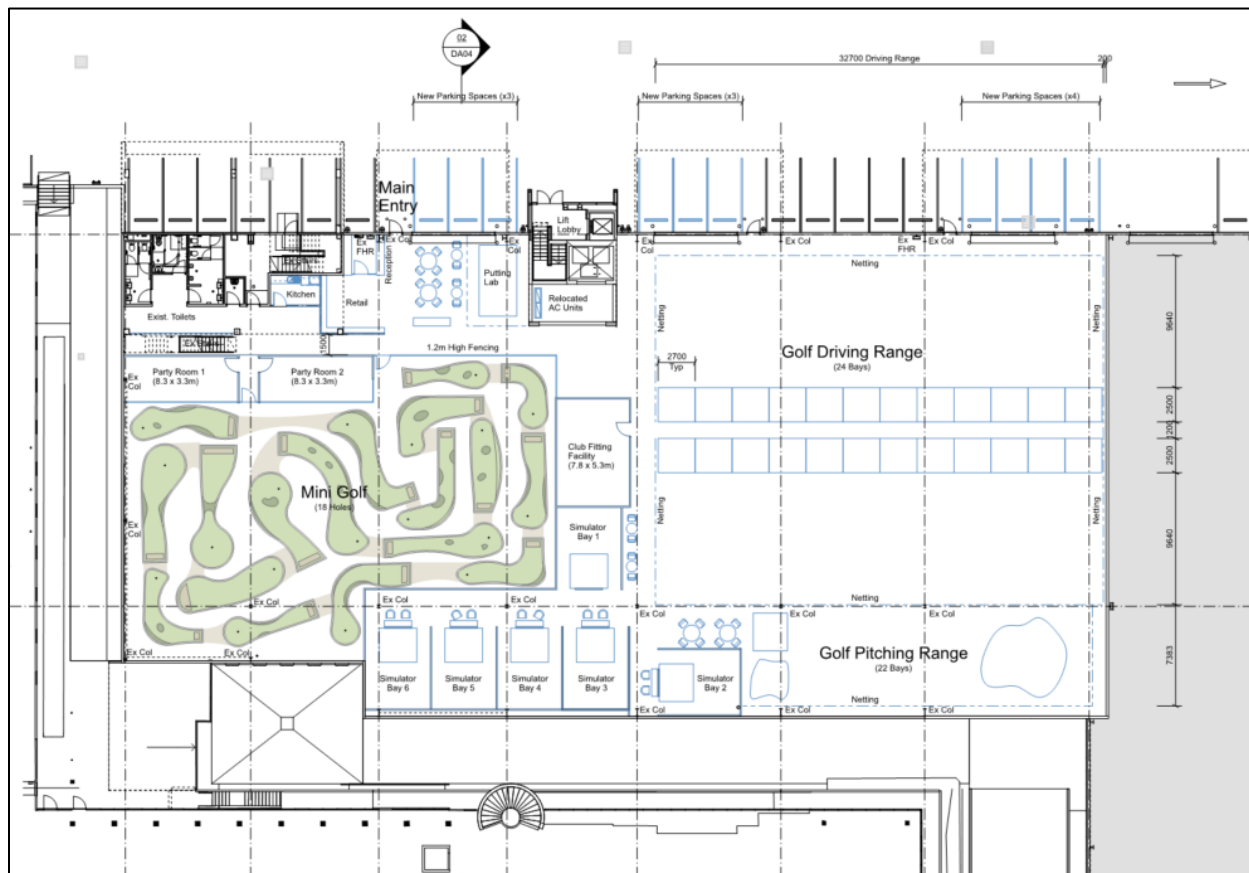 02
DA04
32700 Driving Range
200
New Parking Spaces (x3)
New Parking Spaces (x3)
New Parking Spaces (x4)
Main
Entry
Lift
Lobby
Ex Col
Ex
FHR
Reception
Ex
Col
Putting
Lab
Ex
Col
Ex Col
Ex
FHR
Ex Col
Netting
Kitchen
Retail
Relocated
AC Units
Exist. Toilets
1500
1.2m High Fencing
Netting
Netting
9640
Golf Driving Range
(24 Bays)
2700
Typ
Party Room 1
(8.3 x 3.3m)
Party Room 2
(8.3 x 3.3m)
Ex
Col
2500
1200
2500
Club Fitting
Facility
(7.8 x 5.3m)
Mini Golf
(18 Holes)
Netting
Netting
Ex
Col
Simulator
Bay 1
9640
Netting
Ex Col
Ex Col
Ex Col
Ex Col
Ex Col
Ex Col
Ex Col
Ex Col
Golf Pitching Range
(22 Bays)
7383
Simulator
Bay 6
Simulator
Bay 5
Simulator
Bay 4
Simulator
Bay 3
Simulator
Bay 2
Netting
Ex Col
Ex Col
Ex Col
Ex Col